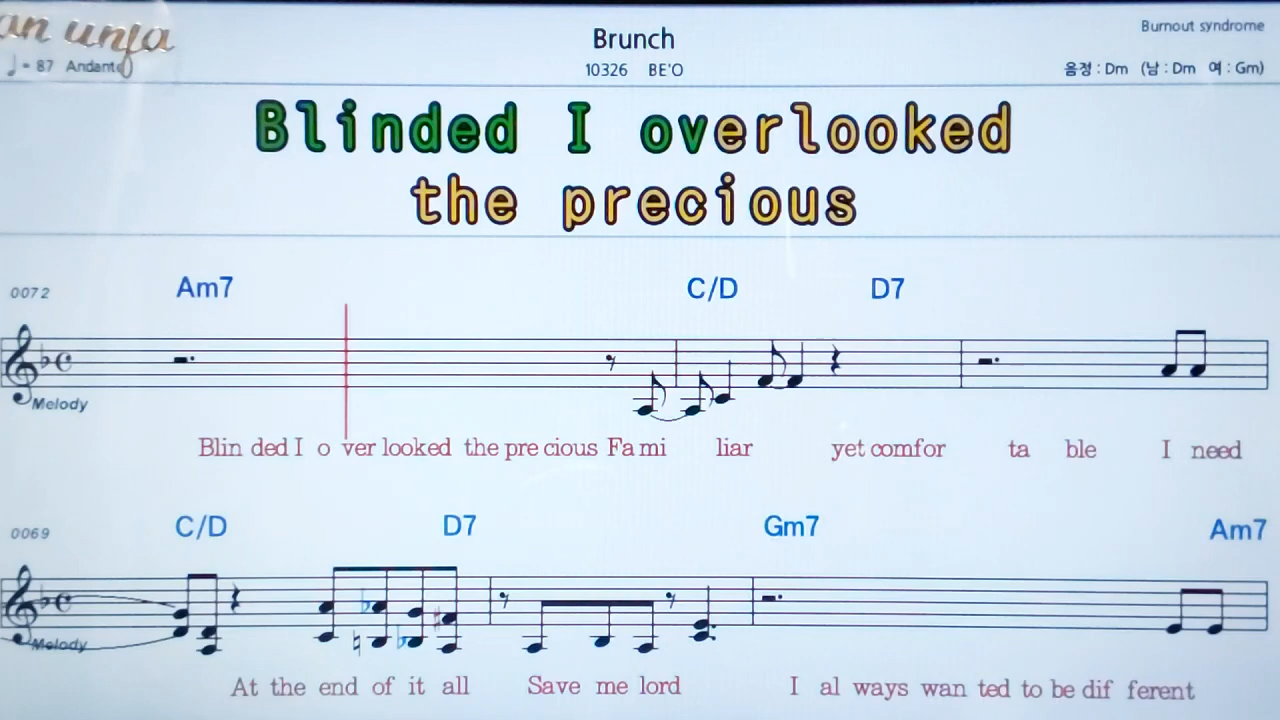 an unfa
♩= 87 Andante
Brunch
10326 BE'O
Burnout syndrome
음정 : Dm (남 : Dm 여 : Gm)
Blinded I overlooked
the precious
0072 Am7 C/D D7
Melody
Blin ded I o ver looked the pre cious Fa mi liar yet comfor ta ble I need
0069 C/D D7 Gm7 Am7
Melody
At the end of it all Save me lord I al ways wan ted to be dif ferent